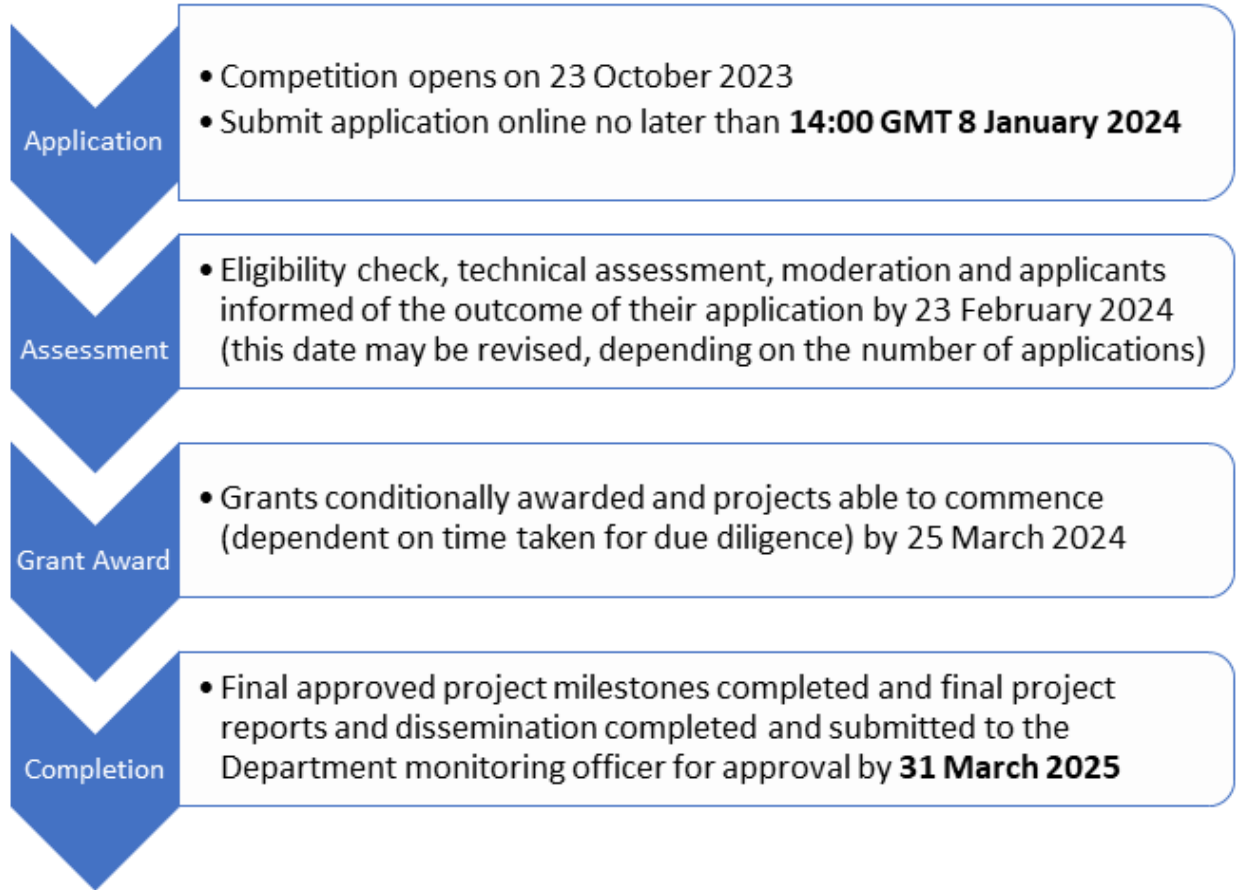 Application
• Competition opens on 23 October 2023
• Submit application online no later than 14:00 GMT 8 January 2024
Assessment
• Eligibility check, technical assessment, moderation and applicants
informed of the outcome of their application by 23 February 2024
(this date may be revised, depending on the number of applications)
Grant Award
• Grants conditionally awarded and projects able to commence
(dependent on time taken for due diligence) by 25 March 2024
Completion
• Final approved project milestones completed and final project
reports and dissemination completed and submitted to the
Department monitoring officer for approval by 31 March 2025